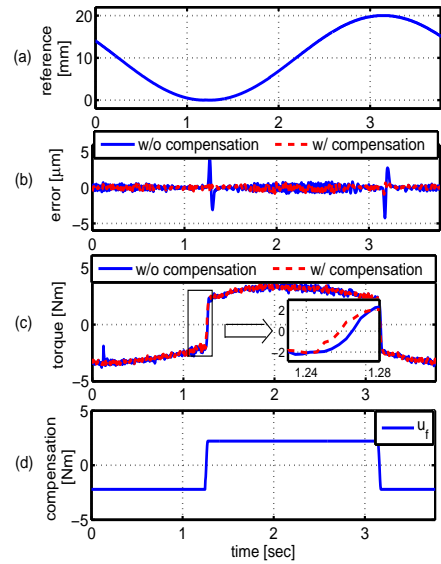 (a)
reference
[mm]
20
10
0
0
1
2
3
(b)
error [µm]
5
0
−5
w/o compensation
w/ compensation
0
1
2
3
(c)
torque [Nm]
5
0
−5
w/o compensation
w/ compensation
2
0
−2
1.24
1.28
0
1
2
3
(d)
compensation
[Nm]
5
0
−5
u_f
0
1
2
3
time [sec]